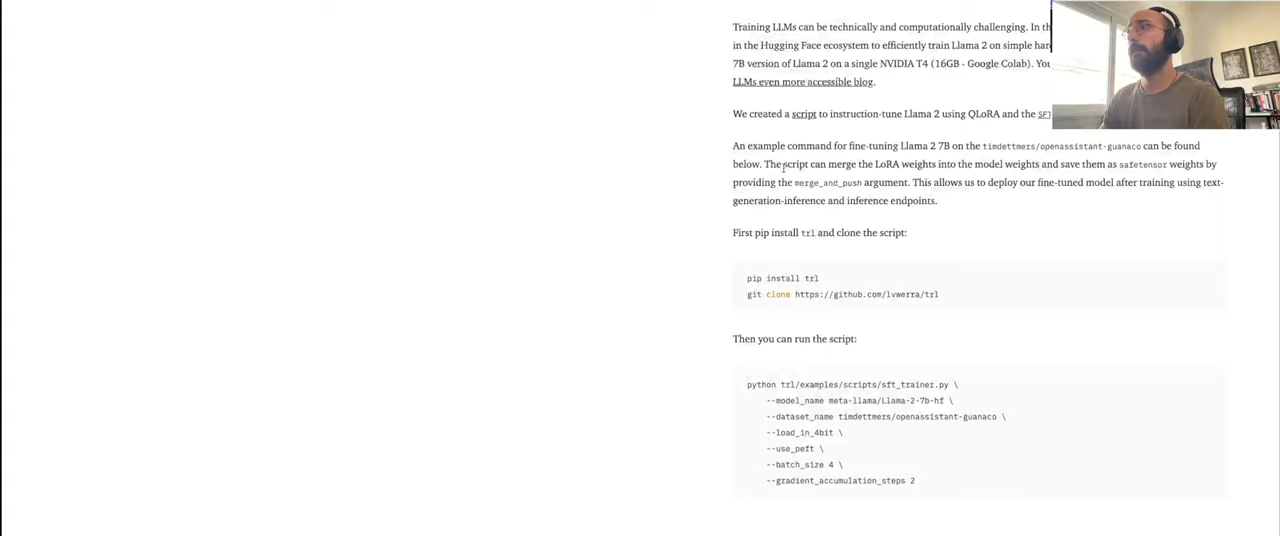 Training LLMs can be technically and computationally challenging. In th
in the Hugging Face ecosystem to efficiently train Llama 2 on simple har
7B version of Llama 2 on a single NVIDIA T4 (16GB - Google Colab). You
LLMs even more accessible blog.
We created a script to instruction-tune Llama 2 using QLoRA and the SFT
An example command for fine-tuning Llama 2 7B on the timdettmers/openassistant-guanaco can be found
below. The script can merge the LoRA weights into the model weights and save them as safetensor weights by
providing the merge_and_push argument. This allows us to deploy our fine-tuned model after training using text-
generation-inference and inference endpoints.
First pip install trl and clone the script:
pip install trl
git clone https://github.com/lvwerra/trl
Then you can run the script:
python trl/examples/scripts/sft_trainer.py \
--model_name meta-llama/Llama-2-7b-hf \
--dataset_name timdettmers/openassistant-guanaco \
--load_in_4bit \
--use_peft \
--batch_size 4 \
--gradient_accumulation_steps 2